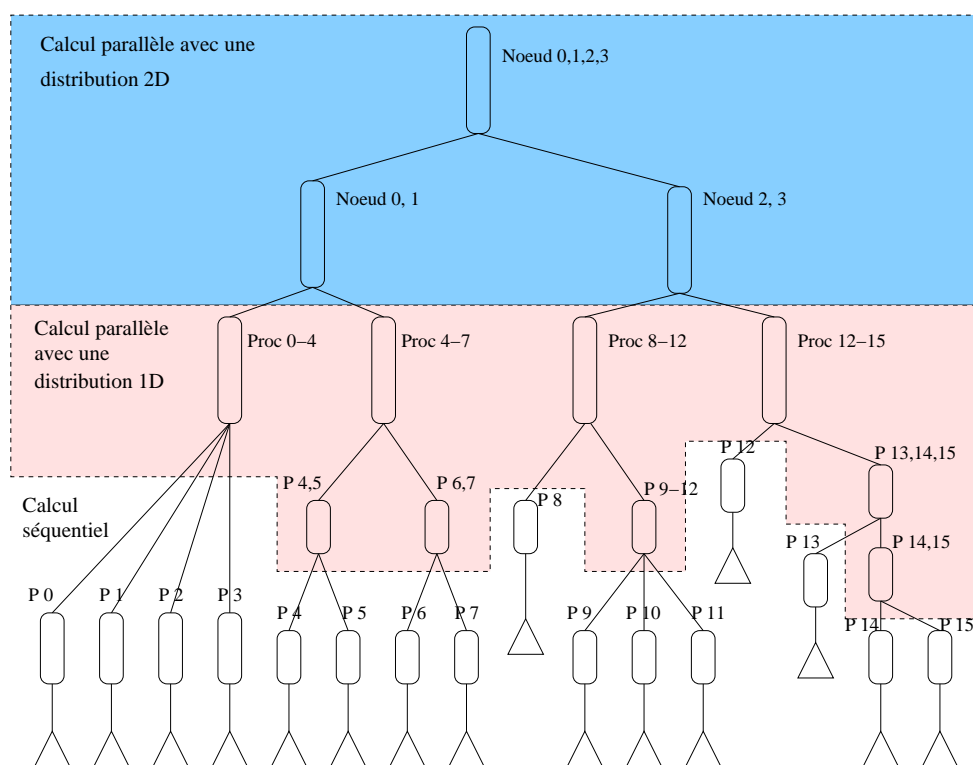 Calcul parallèle avec une
distribution 2D
Noeud 0,1,2,3
Noeud 0, 1
Noeud 2, 3
Calcul parallèle
avec une
distribution 1D
Proc 0–4
Proc 4–7
Proc 8–12
Proc 12–15
Calcul
séquentiel
P 4,5
P 6,7
P 8
P 9–12
P 12
P 13,14,15
P 13
P 14,15
P 0
P 1
P 2
P 3
P 4
P 5
P 6
P 7
P 9
P 10
P 11
P 14
P 15